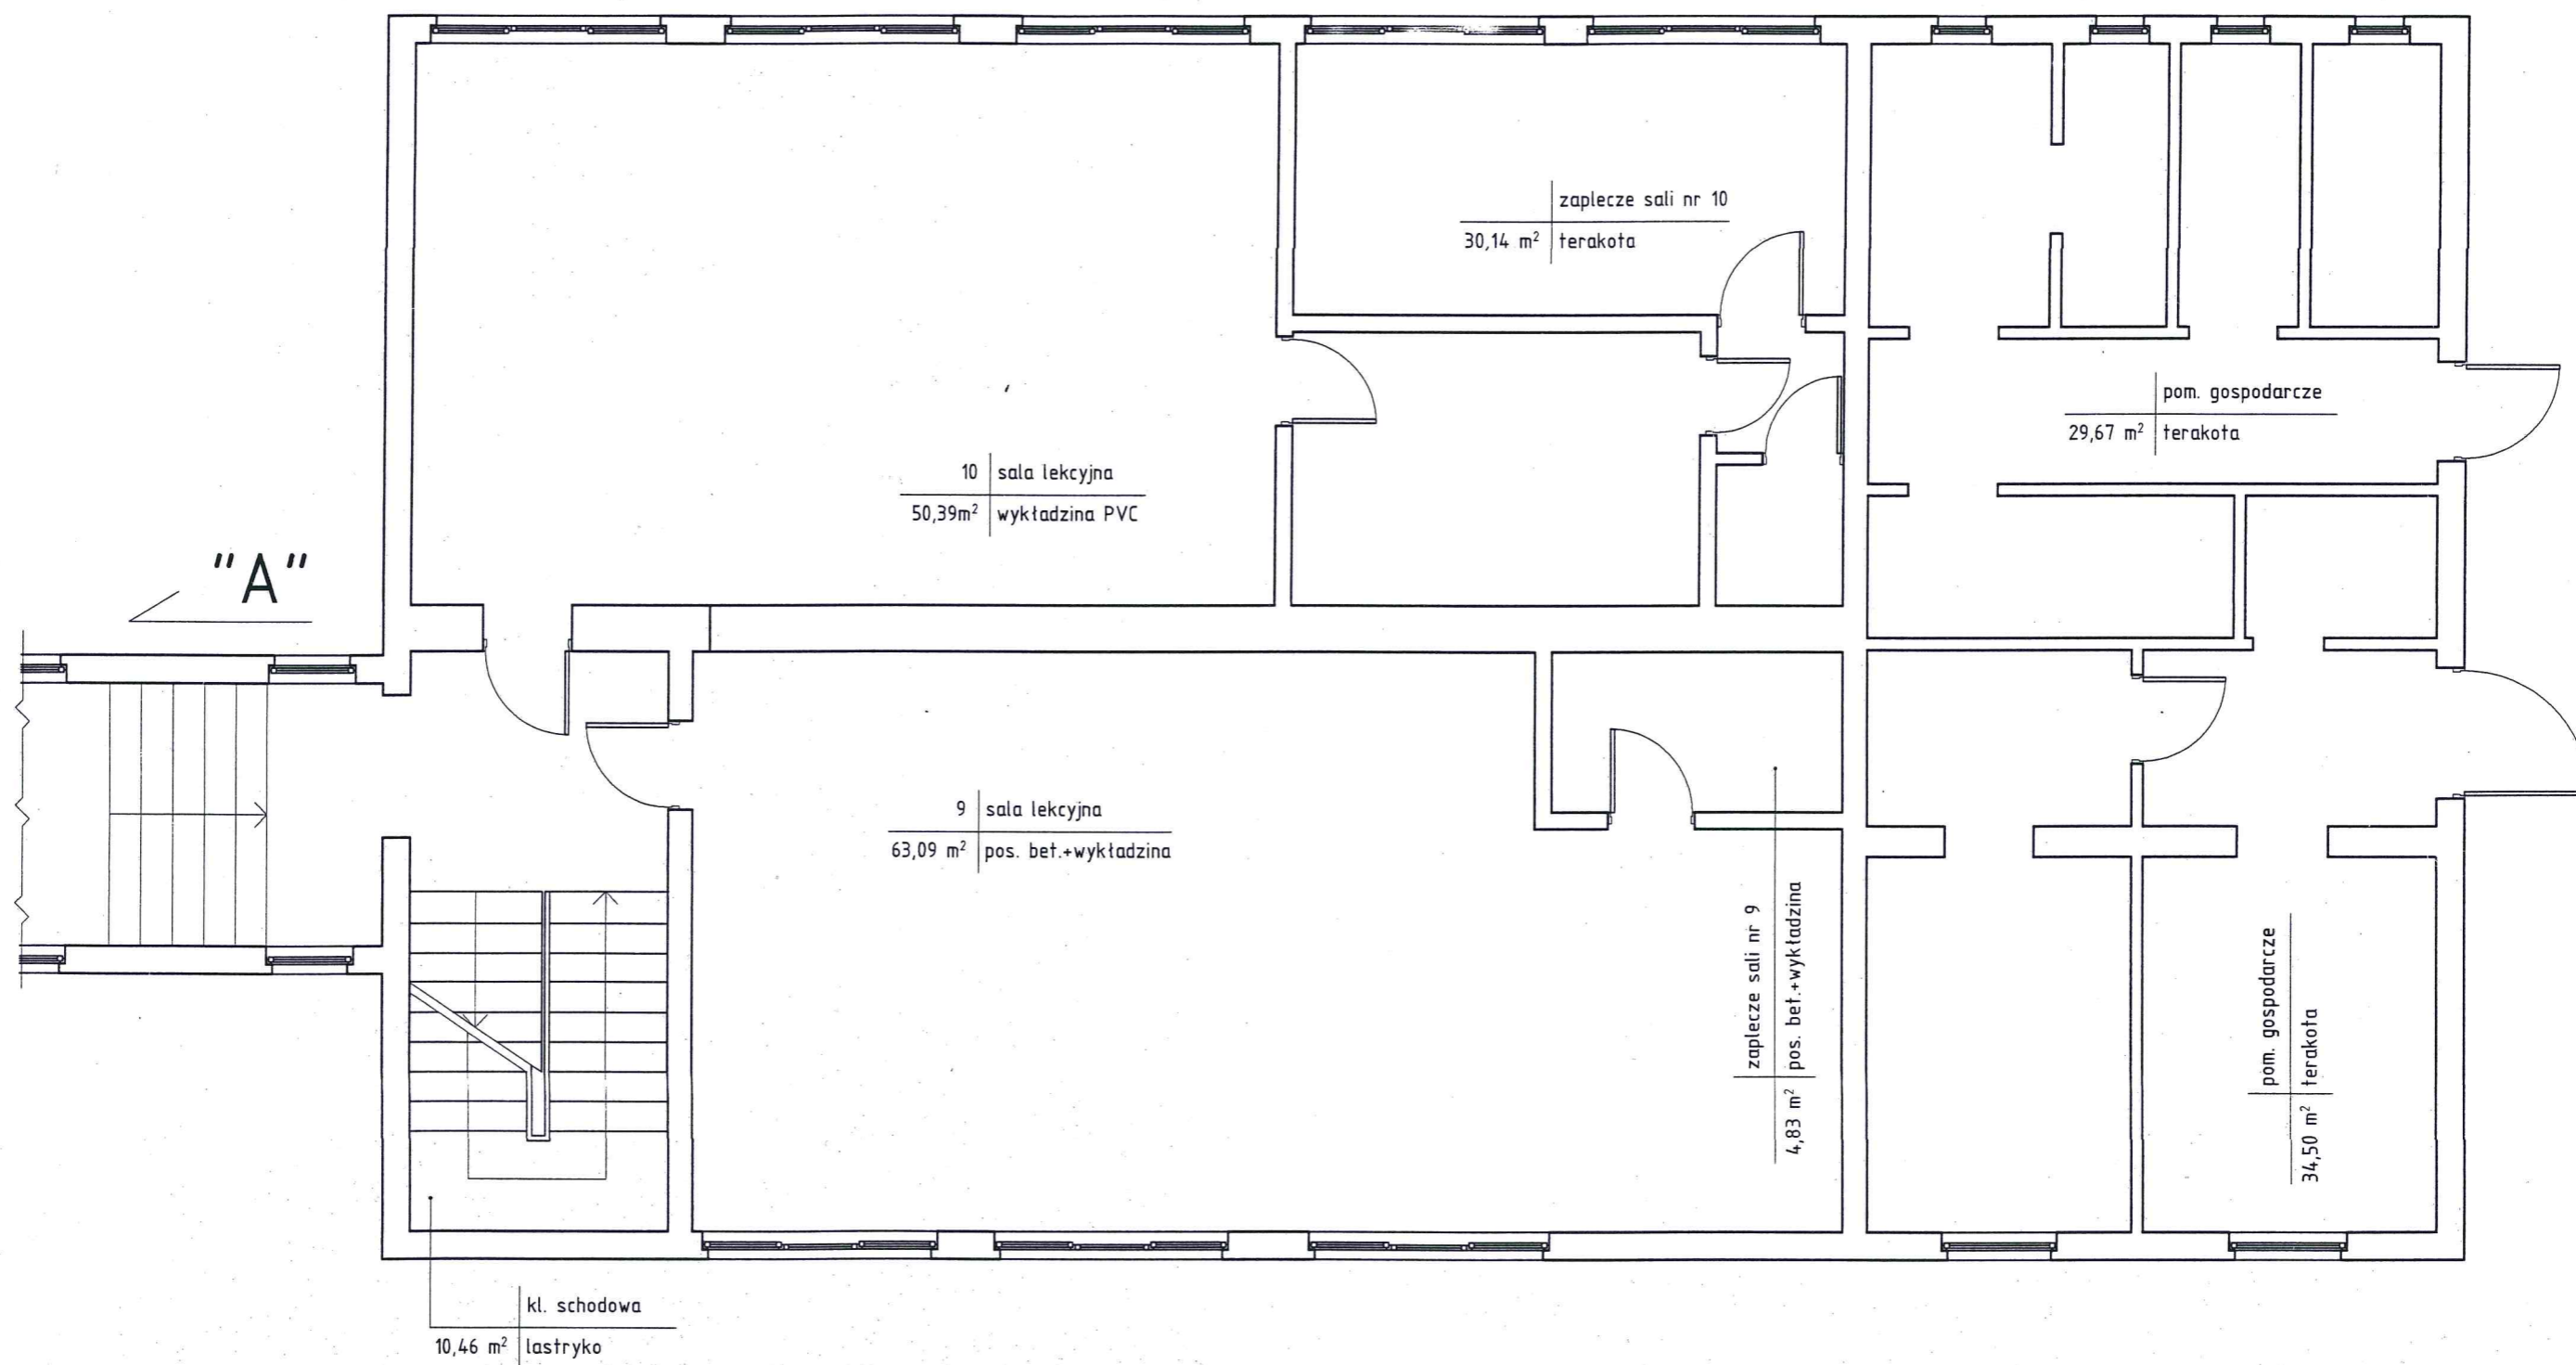 zaplecze sali nr 10
30,14 m² terakota
pom. gospodarcze
29,67 m² terakota
10 sala lekcyjna
50,39m² wykładzina PVC
"A"
9 sala lekcyjna
63,09 m² pos. bet.+wykładzina
zaplecze sali nr 9
4,83 m² pos. bet.+wykładzina
pom. gospodarcze
34,50 m² terakota
kl. schodowa
10,46 m² lastryko